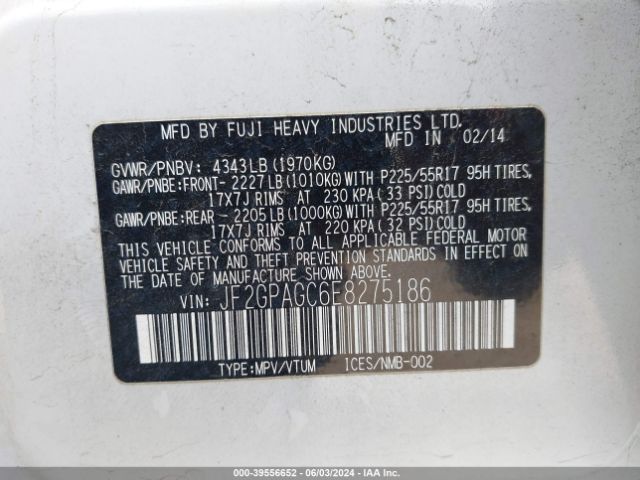 MFD BY FUJI HEAVY INDUSTRIES LTD.
MFD IN 02/14
GVWR/PNBV: 4343LB(1970KG)
GAWR/PNBE:FRONT- 2227LB(1010KG)WITH P225/55R17 95H TIRES,
17X7J RIMS AT 230 KPA(33 PSI)COLD
GAWR/PNBE:REAR - 2205LB(1000KG)WITH P225/55R17 95H TIRES,
17X7J RIMS AT 220 KPA(32 PSI)COLD
THIS VEHICLE CONFORMS TO ALL APPLICABLE FEDERAL MOTOR
VEHICLE SAFETY AND THEFT PREVENTION STANDARDS IN EFFECT ON
THE DATE OF MANUFACTURE SHOWN ABOVE.
VIN: JF2GPAGC6E8275186
TYPE:MPV/VTUM ICES/NMB-002
000-39556652 - 06/03/2024 - IAAI.com